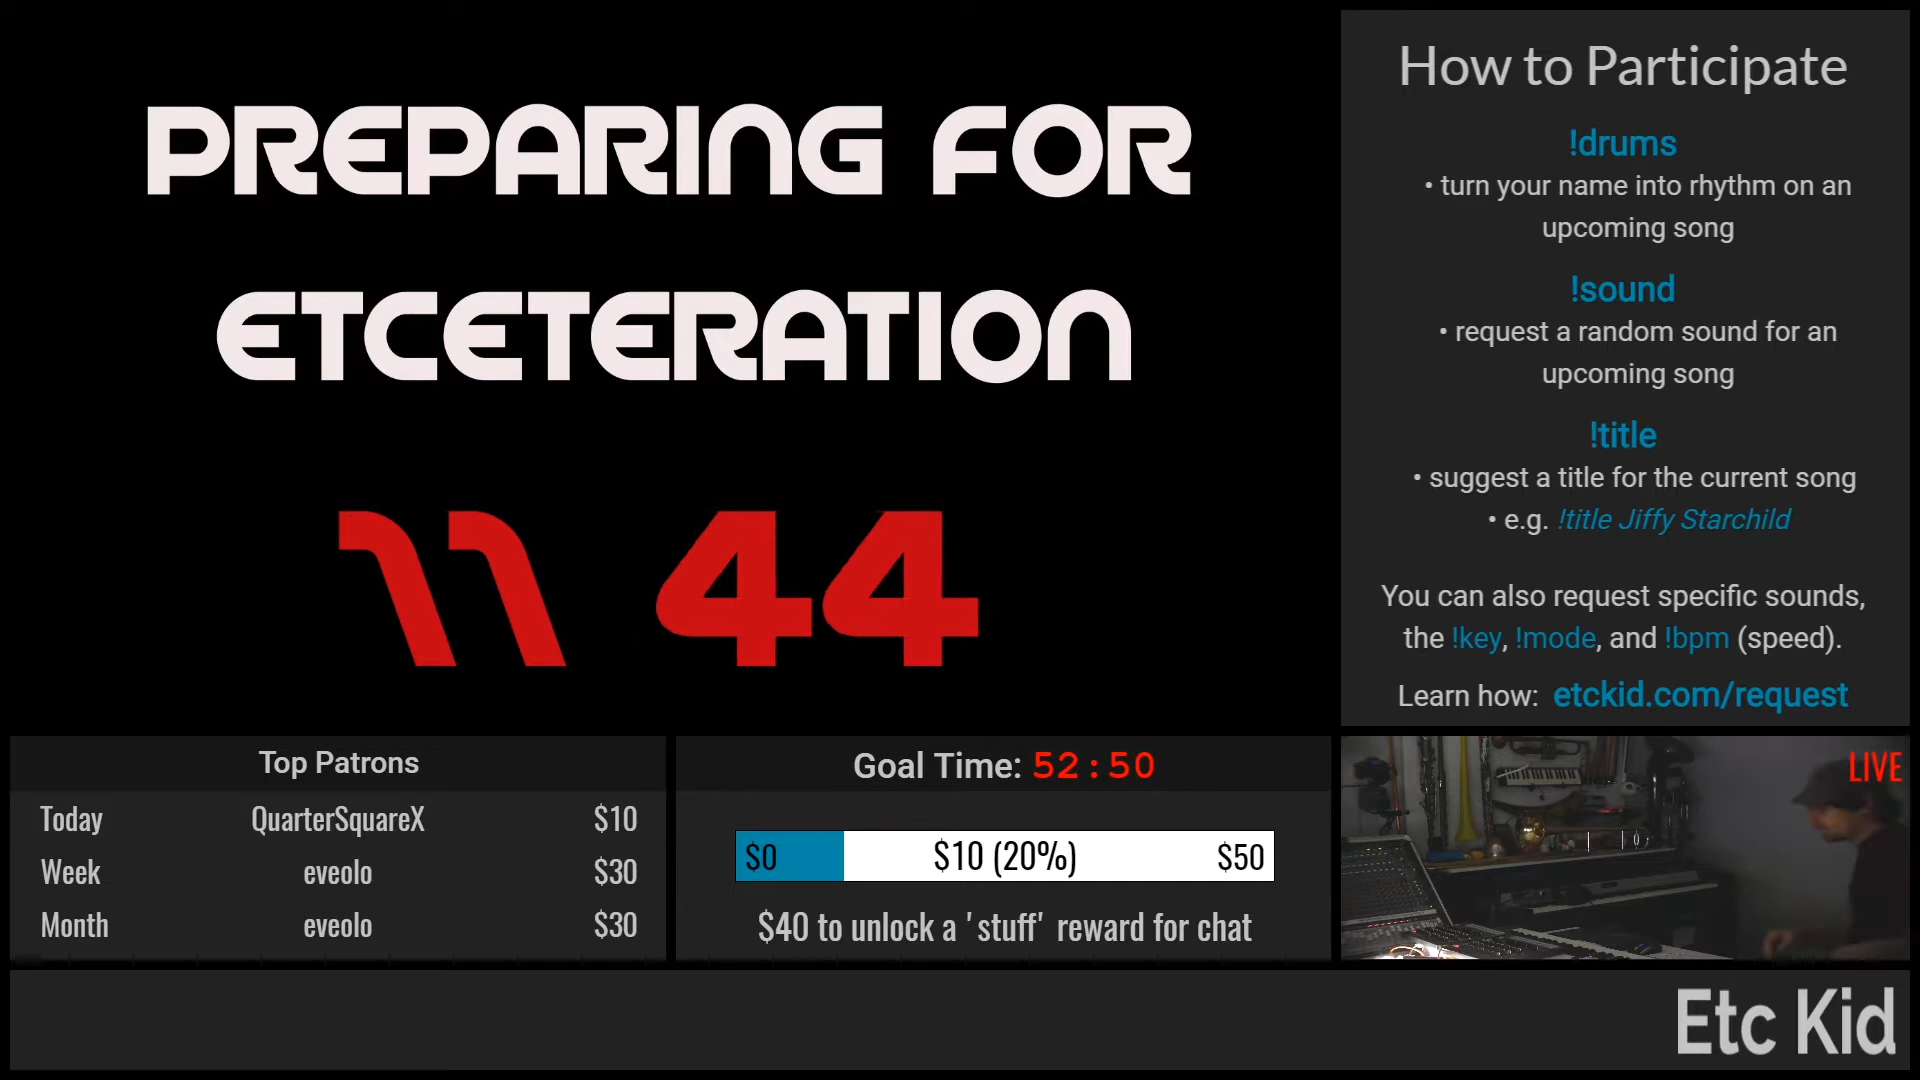 PREPARING FOR
ETCETERATION
11 44
How to Participate
!drums
• turn your name into rhythm on an
upcoming song
!sound
• request a random sound for an
upcoming song
!title
• suggest a title for the current song
• e.g. !title Jiffy Starchild
You can also request specific sounds,
the !key, !mode, and !bpm (speed).
Learn how: etckid.com/request
Top Patrons
Today QuarterSquareX $10
Week eveolo $30
Month eveolo $30
Goal Time: 52:50
$0 $10 (20%) $50
$40 to unlock a 'stuff' reward for chat
LIVE
Etc Kid